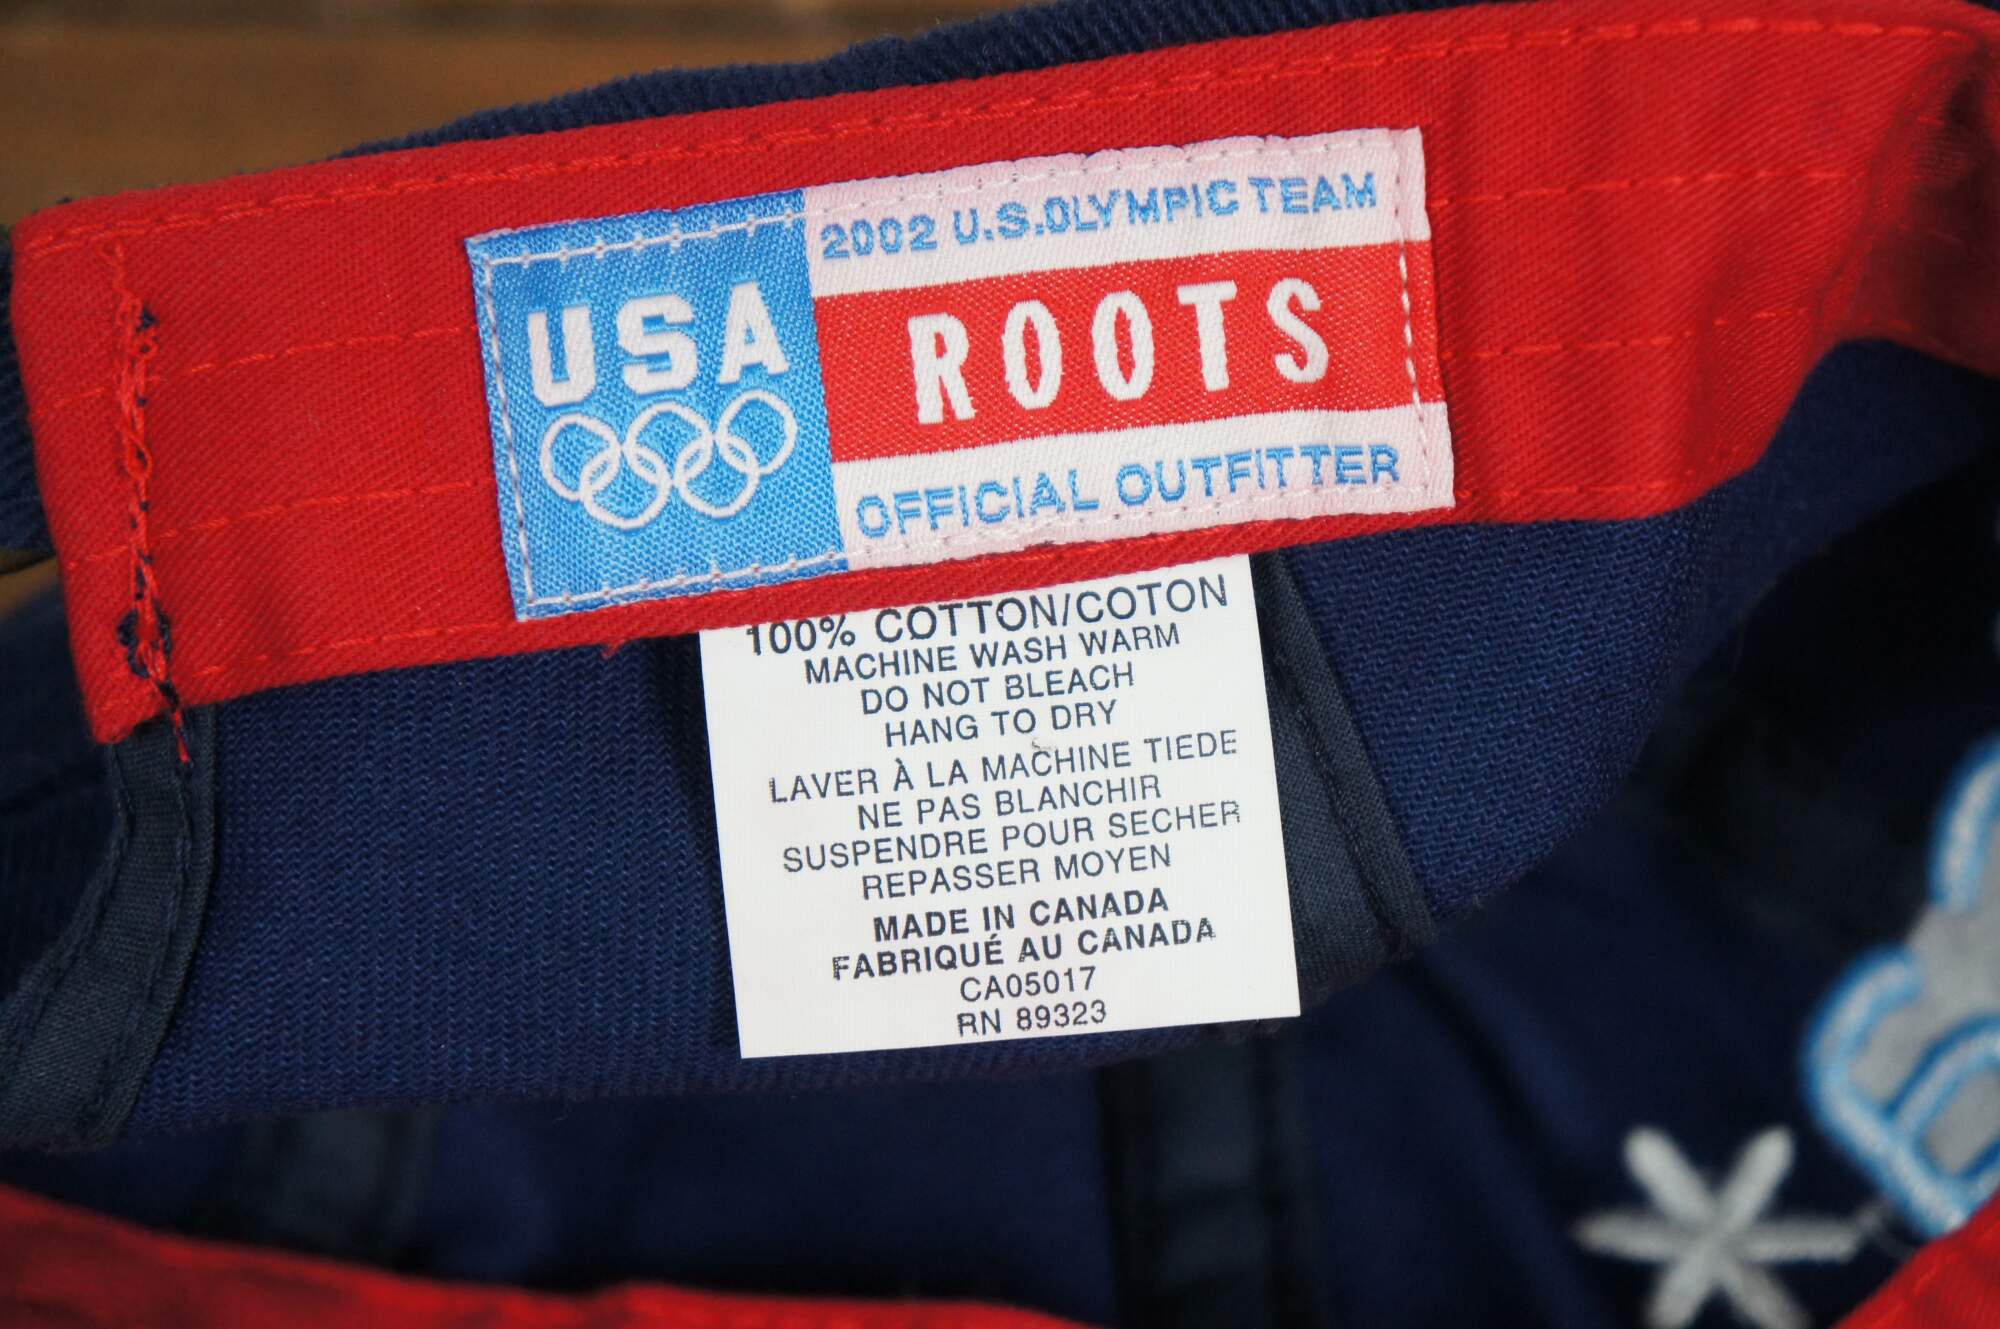 USA
2002 U.S. OLYMPIC TEAM
ROOTS
OFFICIAL OUTFITTER
100% COTTON/COTON
MACHINE WASH WARM
DO NOT BLEACH
HANG TO DRY
LAVER À LA MACHINE TIEDE
NE PAS BLANCHIR
SUSPENDRE POUR SECHER
REPASSER MOYEN
MADE IN CANADA
FABRIQUÉ AU CANADA
CA05017
RN 89323